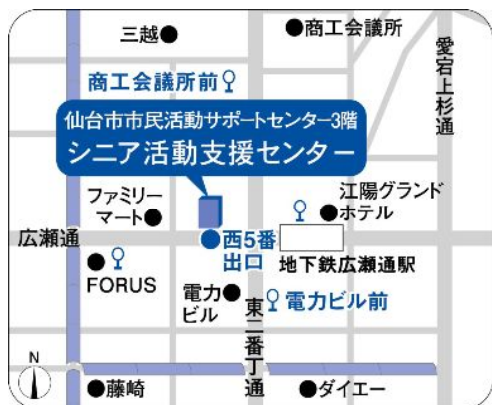 三越
商工会議所
愛宕上杉通
商工会議所前
仙台市市民活動サポートセンター3階
シニア活動支援センター
ファミリー
マート
江陽グランド
ホテル
広瀬通
西5番
出口
地下鉄広瀬通駅
FORUS
電力
ビル
東二番丁通
電力ビル前
N
藤崎
ダイエー